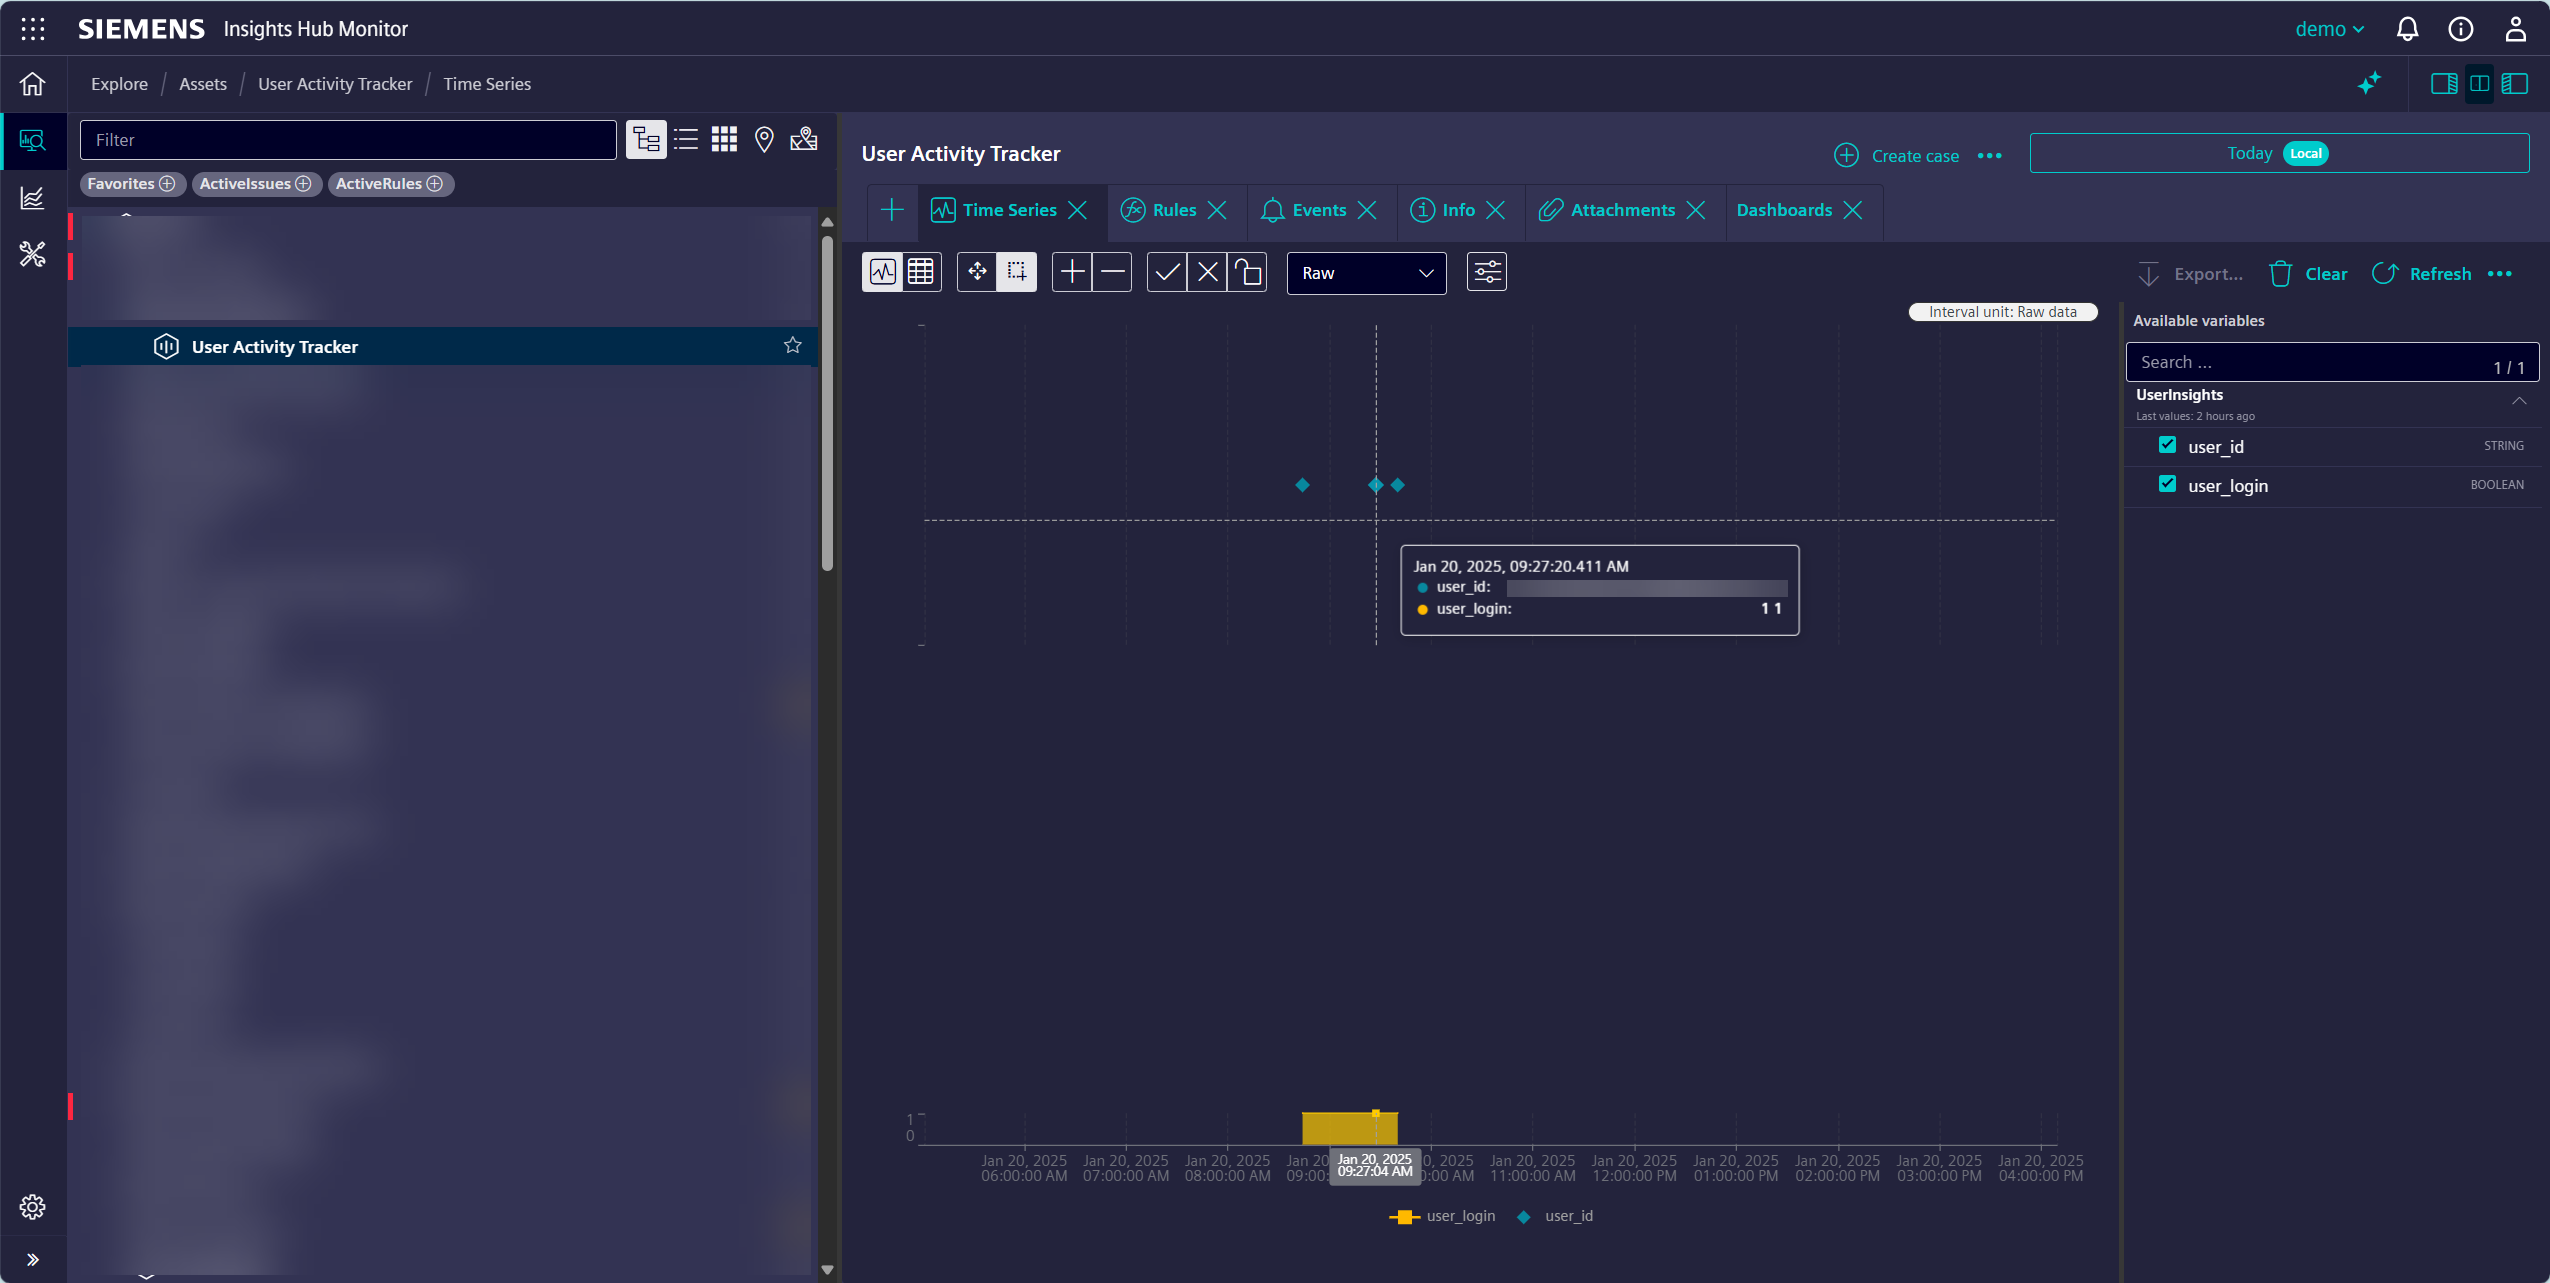 SIEMENS Insights Hub Monitor
demo
Explore / Assets / User Activity Tracker / Time Series
Filter
Favorites
ActiveIssues
ActiveRules
User Activity Tracker
User Activity Tracker
Create case
Today Local
Time Series
Rules
Events
Info
Attachments
Dashboards
Raw
Export...
Clear
Refresh
Interval unit: Raw data
Available variables
Search ...
1 / 1
UserInsights
Last values: 2 hours ago
user_id STRING
user_login BOOLEAN
Jan 20, 2025, 09:27:20.411 AM
user_id:
user_login: 1 1
1
0
Jan 20, 2025
06:00:00 AM
Jan 20, 2025
07:00:00 AM
Jan 20, 2025
08:00:00 AM
Jan 20
09:00:
Jan 20, 2025
09:27:04 AM
0, 2025
0:00 AM
Jan 20, 2025
11:00:00 AM
Jan 20, 2025
12:00:00 PM
Jan 20, 2025
01:00:00 PM
Jan 20, 2025
02:00:00 PM
Jan 20, 2025
03:00:00 PM
Jan 20, 2025
04:00:00 PM
user_login
user_id